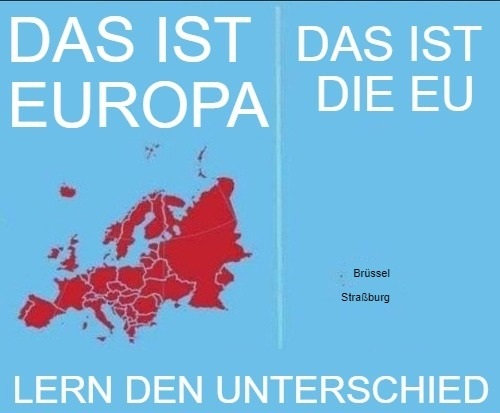 DAS IST
EUROPA
DAS IST
DIE EU
Brüssel
Straßburg
LERN DEN UNTERSCHIED